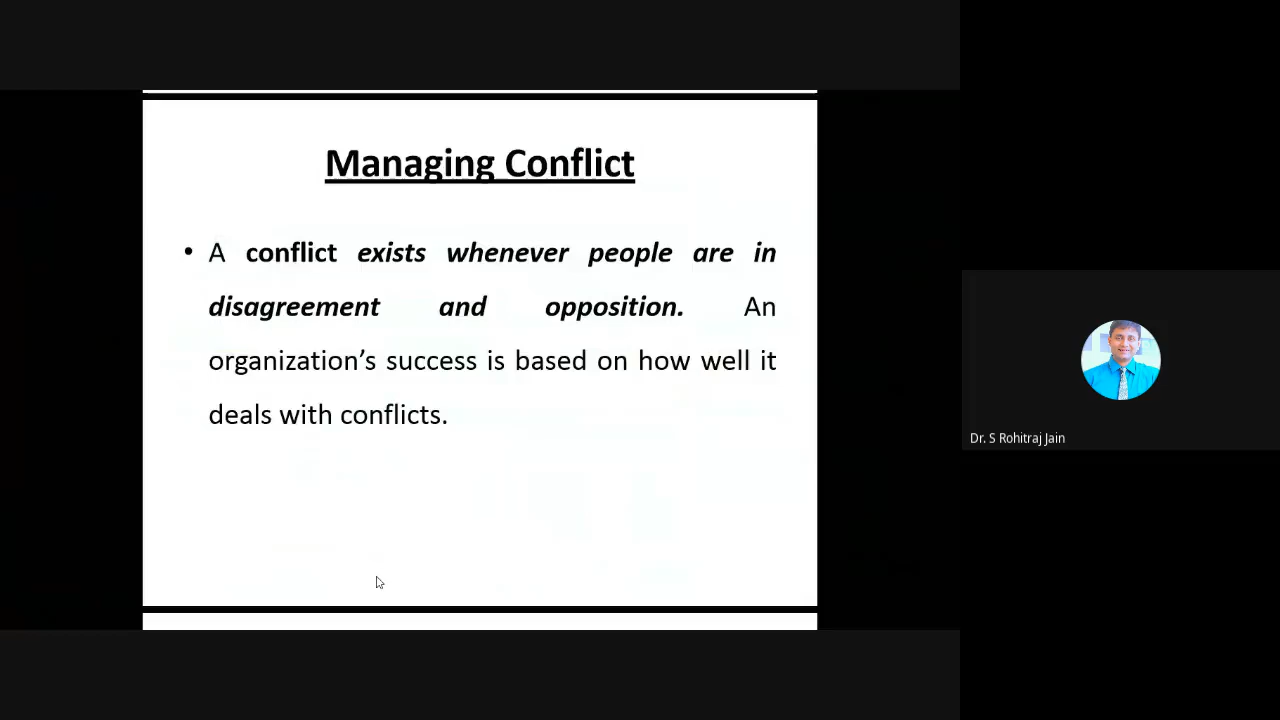 Managing Conflict
• A conflict exists whenever people are in
disagreement and opposition. An
organization’s success is based on how well it
deals with conflicts.
Dr. S Rohitraj Jain